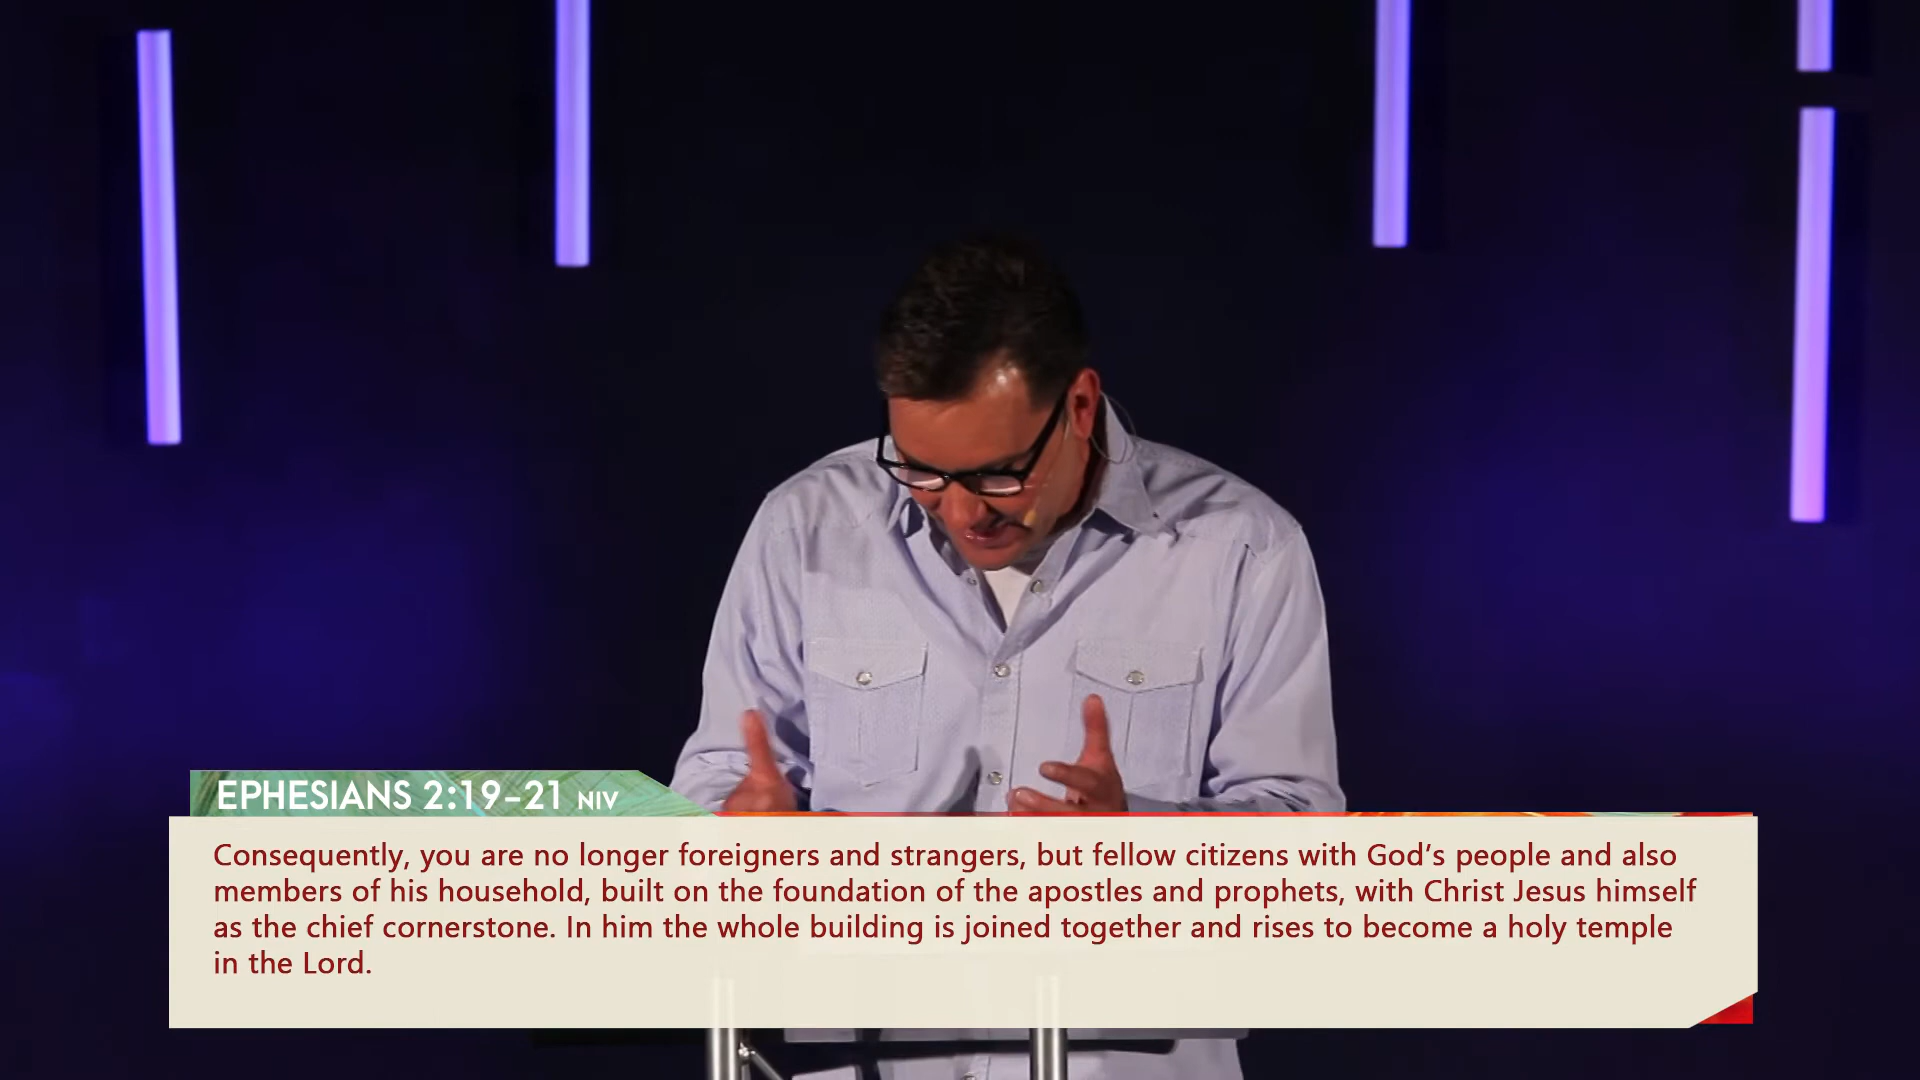 EPHESIANS 2:19-21 NIV
Consequently, you are no longer foreigners and strangers, but fellow citizens with God's people and also
members of his household, built on the foundation of the apostles and prophets, with Christ Jesus himself
as the chief cornerstone. In him the whole building is joined together and rises to become a holy temple
in the Lord.